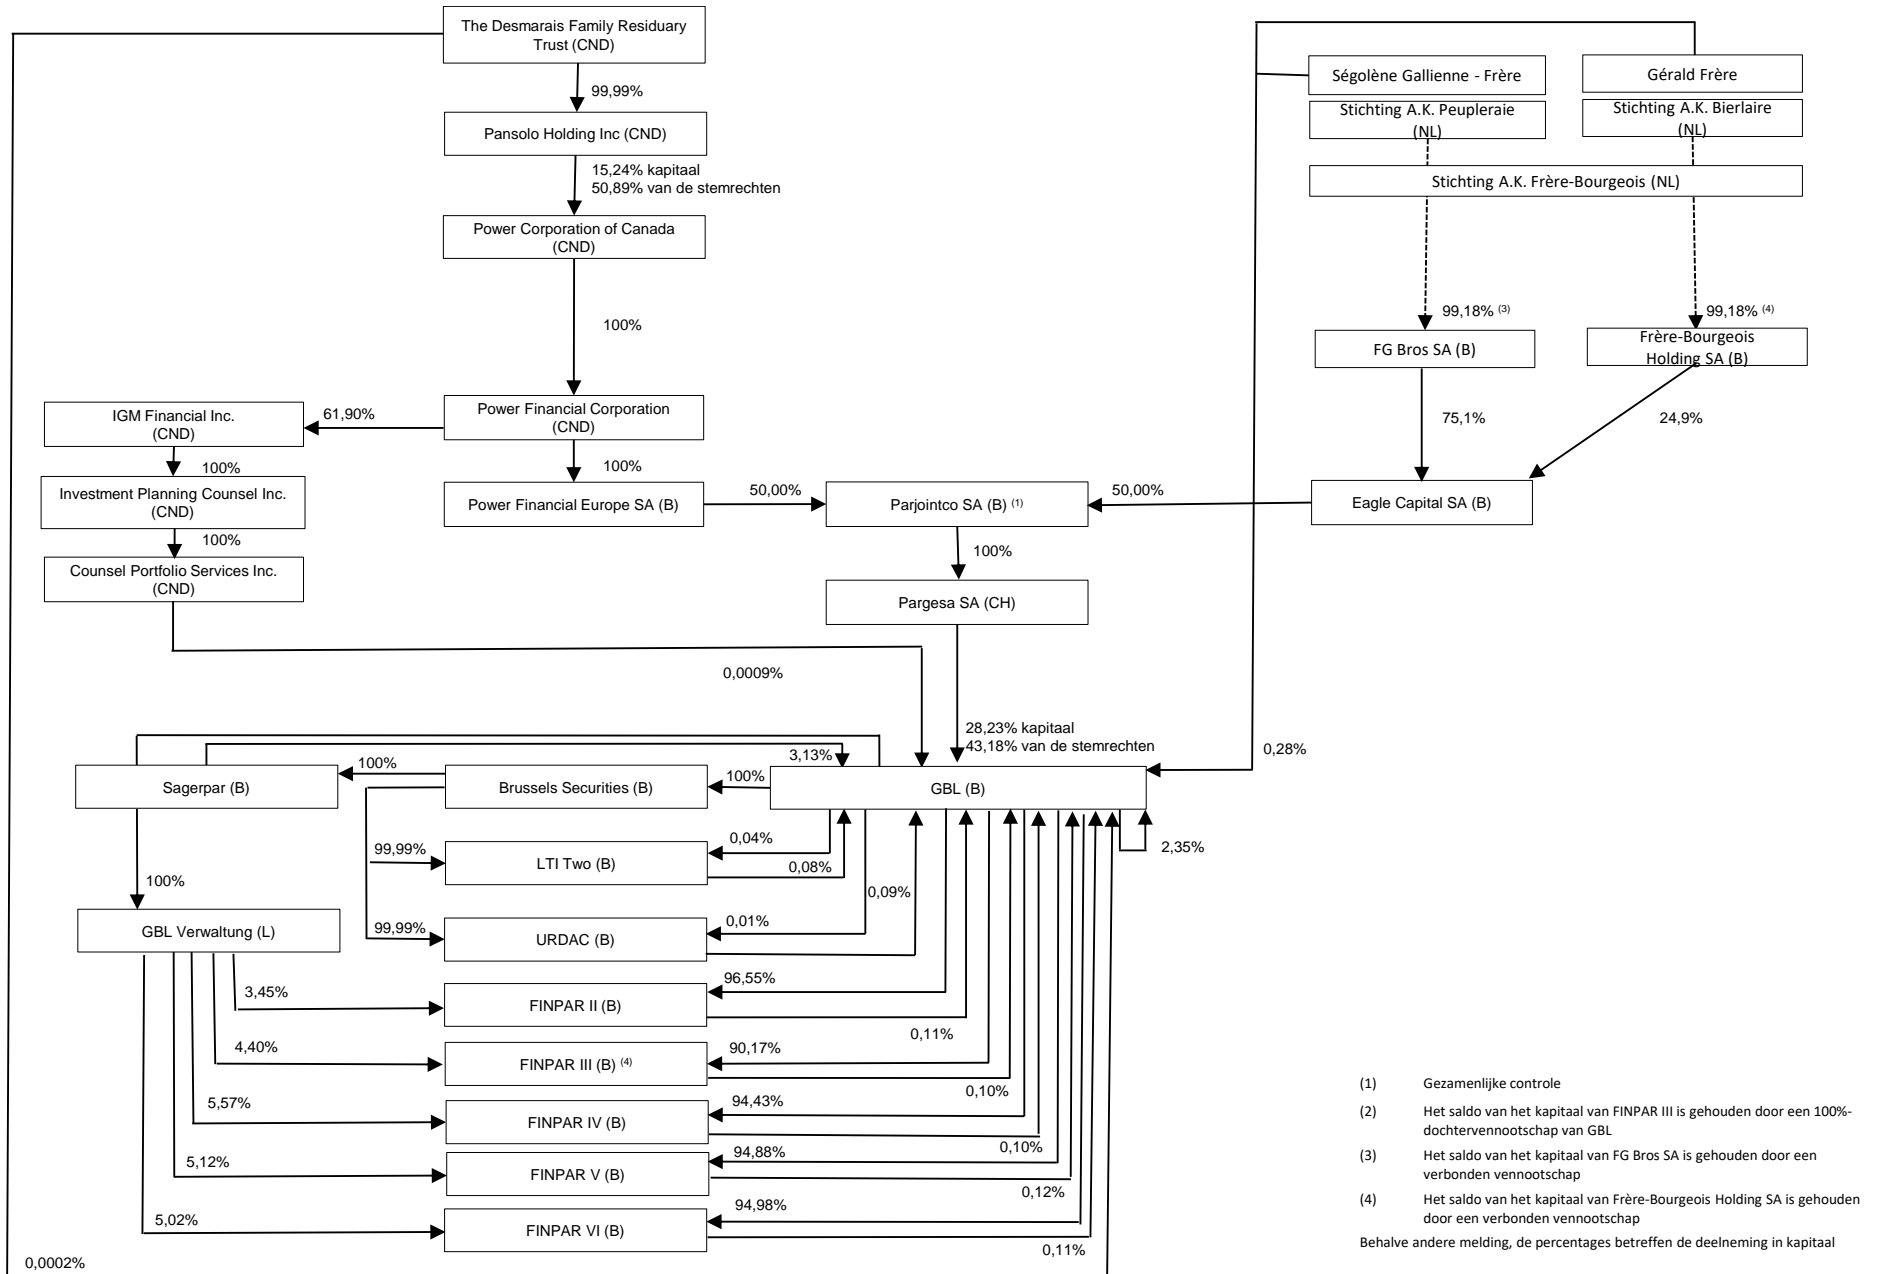 The Desmarais Family Residuary
Trust (CND)
99,99%
Pansolo Holding Inc (CND)
15,24% kapitaal
50,89% van de stemrechten
Power Corporation of Canada
(CND)
100%
Power Financial Corporation
(CND)
61,90%
IGM Financial Inc.
(CND)
100%
Investment Planning Counsel Inc.
(CND)
100%
Counsel Portfolio Services Inc.
(CND)
0,0009%
100%
Power Financial Europe SA (B)
50,00%
Parjointco SA (B) (1)
50,00%
100%
Pargesa SA (CH)
28,23% kapitaal
43,18% van de stemrechten
Ségolène Gallienne - Frère
Gérald Frère
Stichting A.K. Peupleraie
(NL)
Stichting A.K. Bierlaire
(NL)
Stichting A.K. Frère-Bourgeois (NL)
99,18% (3)
99,18% (4)
FG Bros SA (B)
Frère-Bourgeois
Holding SA (B)
75,1%
24,9%
Eagle Capital SA (B)
0,28%
3,13%
100%
100%
Sagerpar (B)
Brussels Securities (B)
GBL (B)
2,35%
99,99%
LTI Two (B)
0,04%
0,08%
100%
0,09%
GBL Verwaltung (L)
99,99%
URDAC (B)
0,01%
3,45%
FINPAR II (B)
96,55%
0,11%
4,40%
FINPAR III (B) (4)
90,17%
0,10%
5,57%
FINPAR IV (B)
94,43%
0,10%
5,12%
FINPAR V (B)
94,88%
0,12%
5,02%
FINPAR VI (B)
94,98%
0,11%
0,0002%
(1) Gezamenlijke controle
(2) Het saldo van het kapitaal van FINPAR III is gehouden door een 100%-
dochtervennootschap van GBL
(3) Het saldo van het kapitaal van FG Bros SA is gehouden door een
verbonden vennootschap
(4) Het saldo van het kapitaal van Frère-Bourgeois Holding SA is gehouden
door een verbonden vennootschap
Behalve andere melding, de percentages betreffen de deelneming in kapitaal